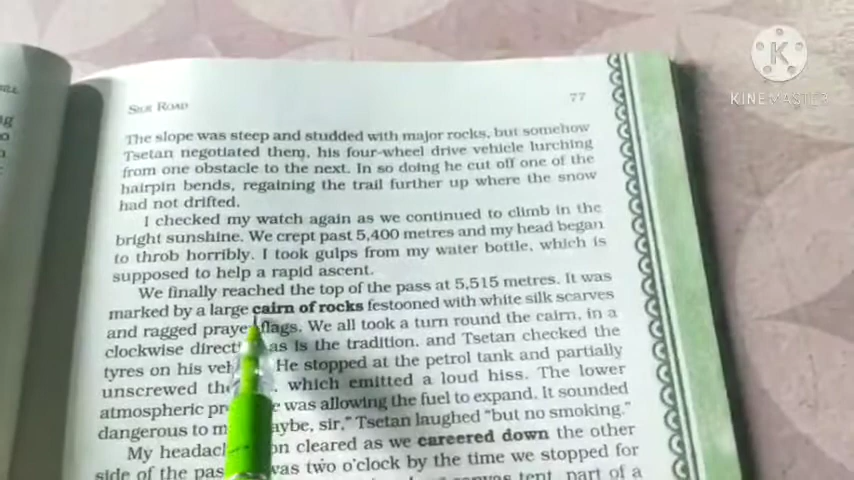 BILL
SILK ROAD
77
The slope was steep and studded with major rocks, but somehow
Tsetan negotiated them, his four-wheel drive vehicle lurching
from one obstacle to the next. In so doing he cut off one of the
hairpin bends, regaining the trail further up where the snow
had not drifted.
I checked my watch again as we continued to climb in the
bright sunshine. We crept past 5,400 metres and my head began
to throb horribly. I took gulps from my water bottle, which is
supposed to help a rapid ascent.
We finally reached the top of the pass at 5,515 metres. It was
marked by a large cairn of rocks festooned with white silk scarves
and ragged praye flags. We all took a turn round the cairn, in a
clockwise direct as is the tradition, and Tsetan checked the
tyres on his veh He stopped at the petrol tank and partially
unscrewed the which emitted a loud hiss. The lower
atmospheric pr e was allowing the fuel to expand. It sounded
dangerous to m aybe, sir," Tsetan laughed "but no smoking."
My headac on cleared as we careered down the other
side of the pas was two o'clock by the time we stopped for
canvas tent, part of a
KINEMASTER